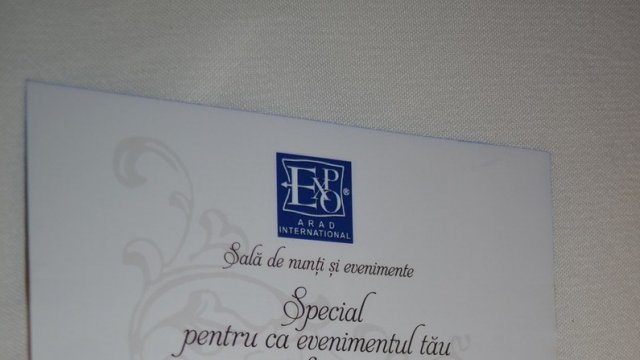 EXPO®
ARAD
INTERNATIONAL
Sală de nunți și evenimente
Special
pentru ca evenimentul tău